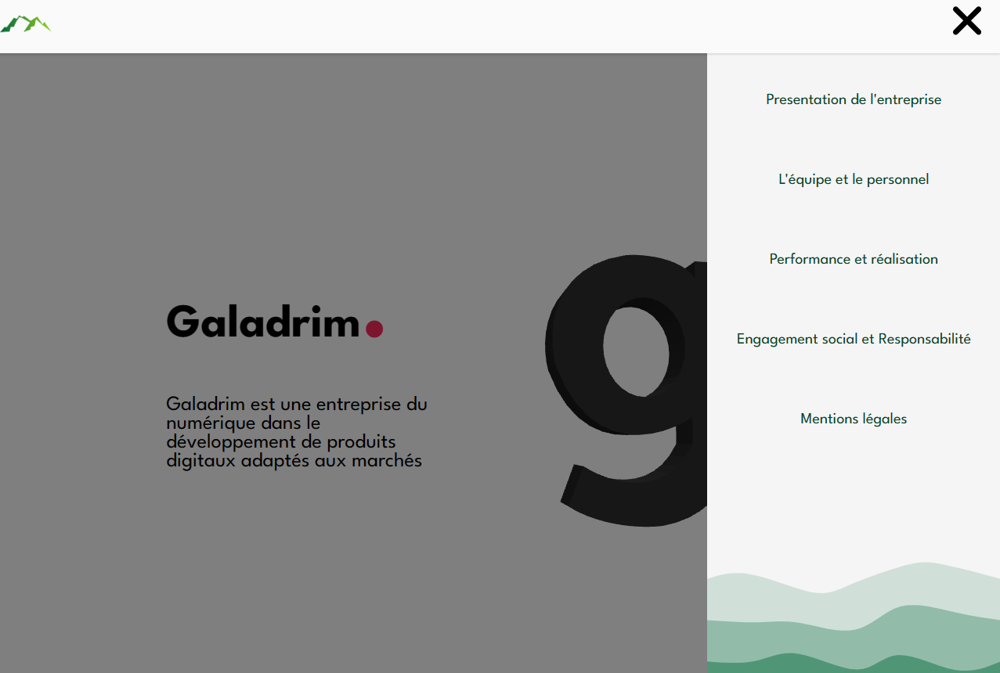 Presentation de l'entreprise
L'équipe et le personnel
Performance et réalisation
Engagement social et Responsabilité
Mentions légales
Galadrim.
Galadrim est une entreprise du
numérique dans le
développement de produits
digitaux adaptés aux marchés
g